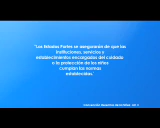 "Los Estados Partes se asegurarán de que las
instituciones, servicios y
establecimientos encargados del cuidado
o la protección de los niños
cumplan las normas
establecidas.